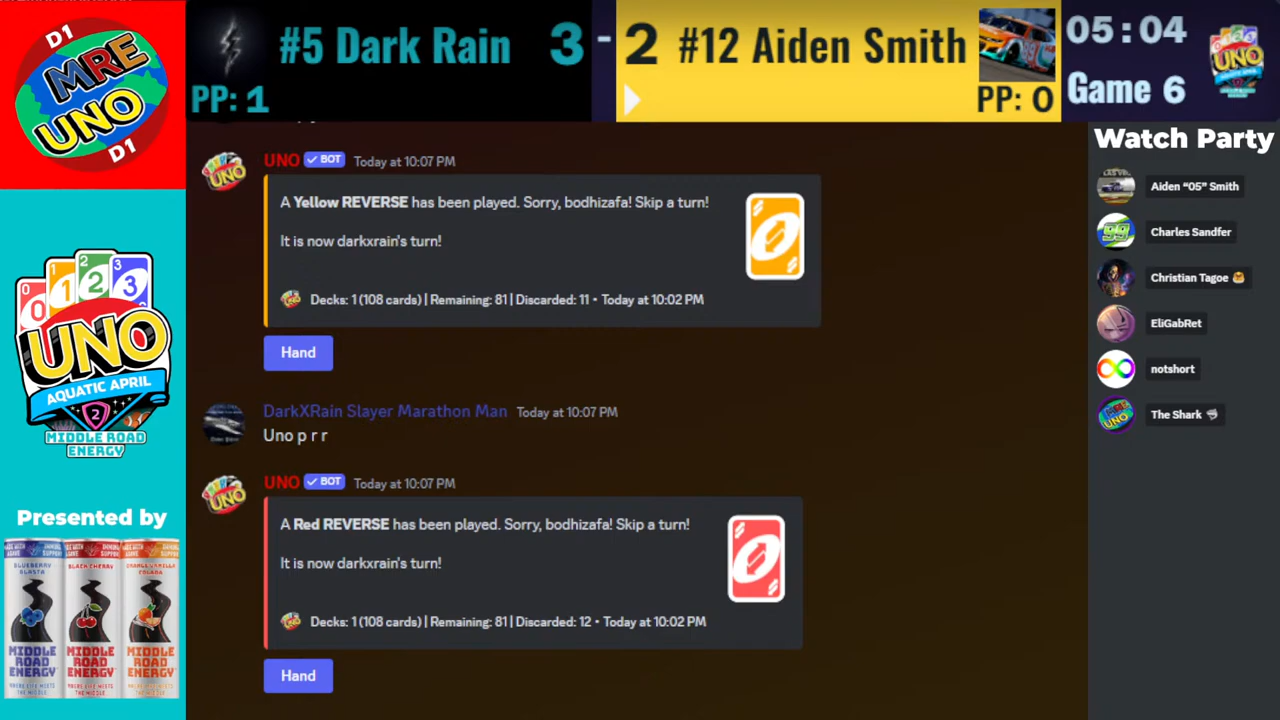 D1
MRE
UNO
D1
#5 Dark Rain 3 - 2 #12 Aiden Smith
PP: 1
PP: 0
05 : 04
Game 6
Watch Party
Aiden “05” Smith
Charles Sandfer
Christian Tagoe
EliGabRet
notshort
The Shark
UNO BOT Today at 10:07 PM
A Yellow REVERSE has been played. Sorry, bodhizafa! Skip a turn!
It is now darkxrain's turn!
Decks: 1 (108 cards) | Remaining: 81 | Discarded: 11 • Today at 10:02 PM
Hand
DarkXRain Slayer Marathon Man Today at 10:07 PM
Uno p r r
UNO BOT Today at 10:07 PM
A Red REVERSE has been played. Sorry, bodhizafa! Skip a turn!
It is now darkxrain's turn!
Decks: 1 (108 cards) | Remaining: 81 | Discarded: 12 • Today at 10:02 PM
Hand
0 1 2 3
UNO
AQUATIC APRIL
2
MIDDLE ROAD
ENERGY
Presented by
BLUEBERRY
BLACK CHERRY
MIDDLE
ROAD
ENERGY
MIDDLE
ROAD
ENERGY
MIDDLE
ROAD
ENERGY